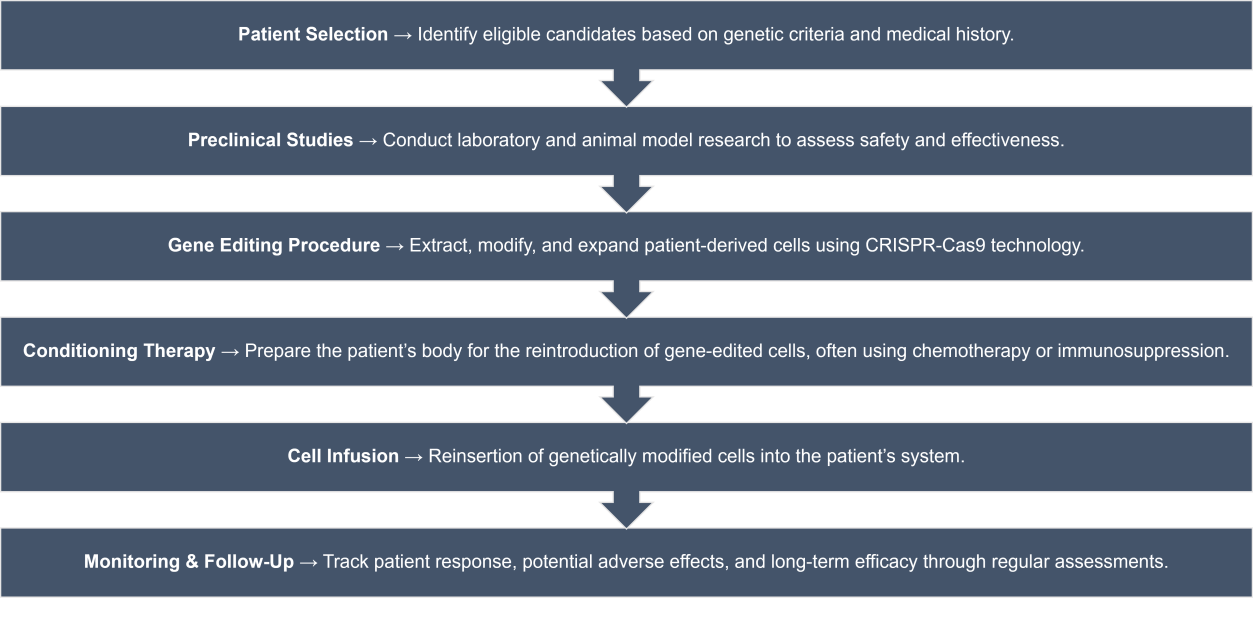 Patient Selection → Identify eligible candidates based on genetic criteria and medical history.
Preclinical Studies → Conduct laboratory and animal model research to assess safety and effectiveness.
Gene Editing Procedure → Extract, modify, and expand patient-derived cells using CRISPR-Cas9 technology.
Conditioning Therapy → Prepare the patient’s body for the reintroduction of gene-edited cells, often using chemotherapy or immunosuppression.
Cell Infusion → Reinsertion of genetically modified cells into the patient’s system.
Monitoring & Follow-Up → Track patient response, potential adverse effects, and long-term efficacy through regular assessments.